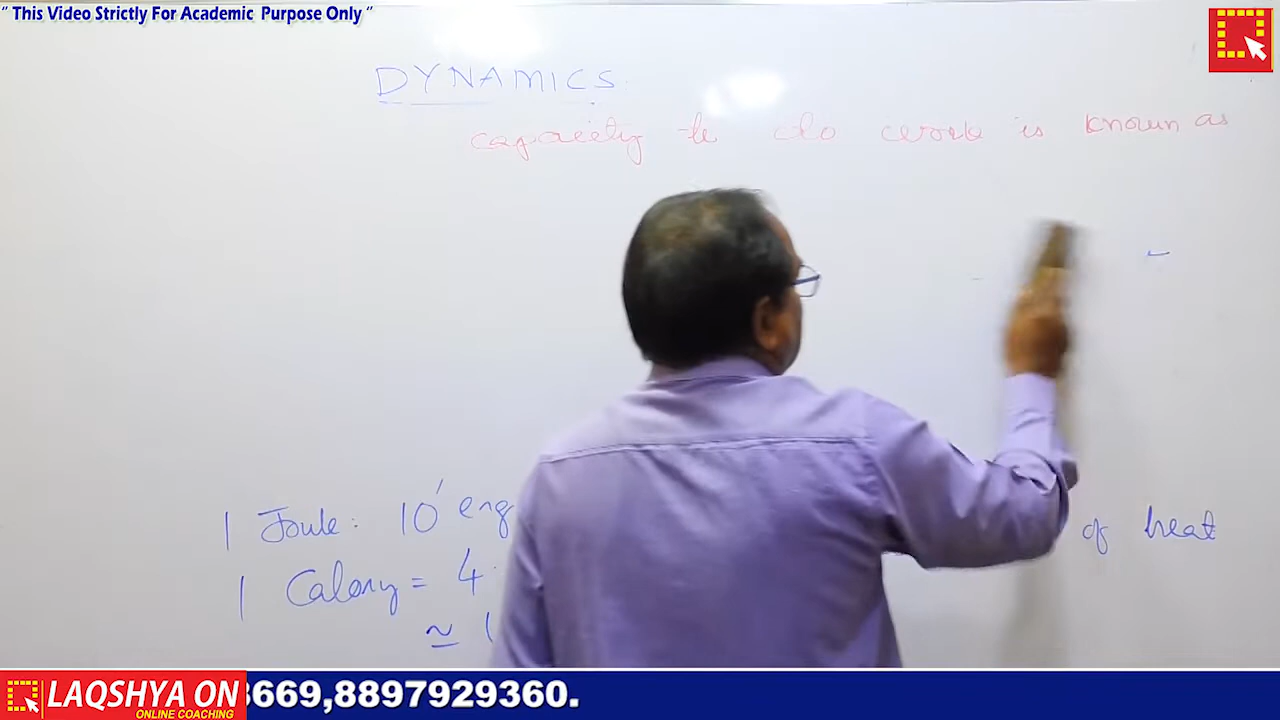 " This Video Strictly For Academic Purpose Only "
DYNAMICS
capacity to do work is known as
1 Joule: 10 erg
of heat
1 Calory = 4.
≃
8669,8897929360.
LAQSHYA ON
ONLINE COACHING